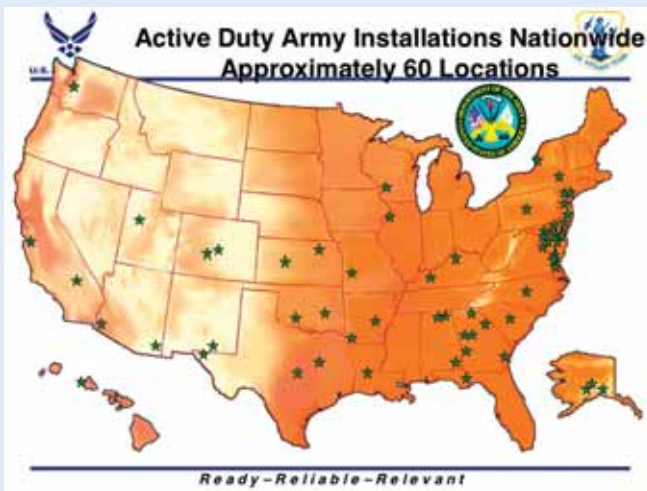 Active Duty Army Installations Nationwide
Approximately 60 Locations
U.S.
Ready–Reliable–Relevant